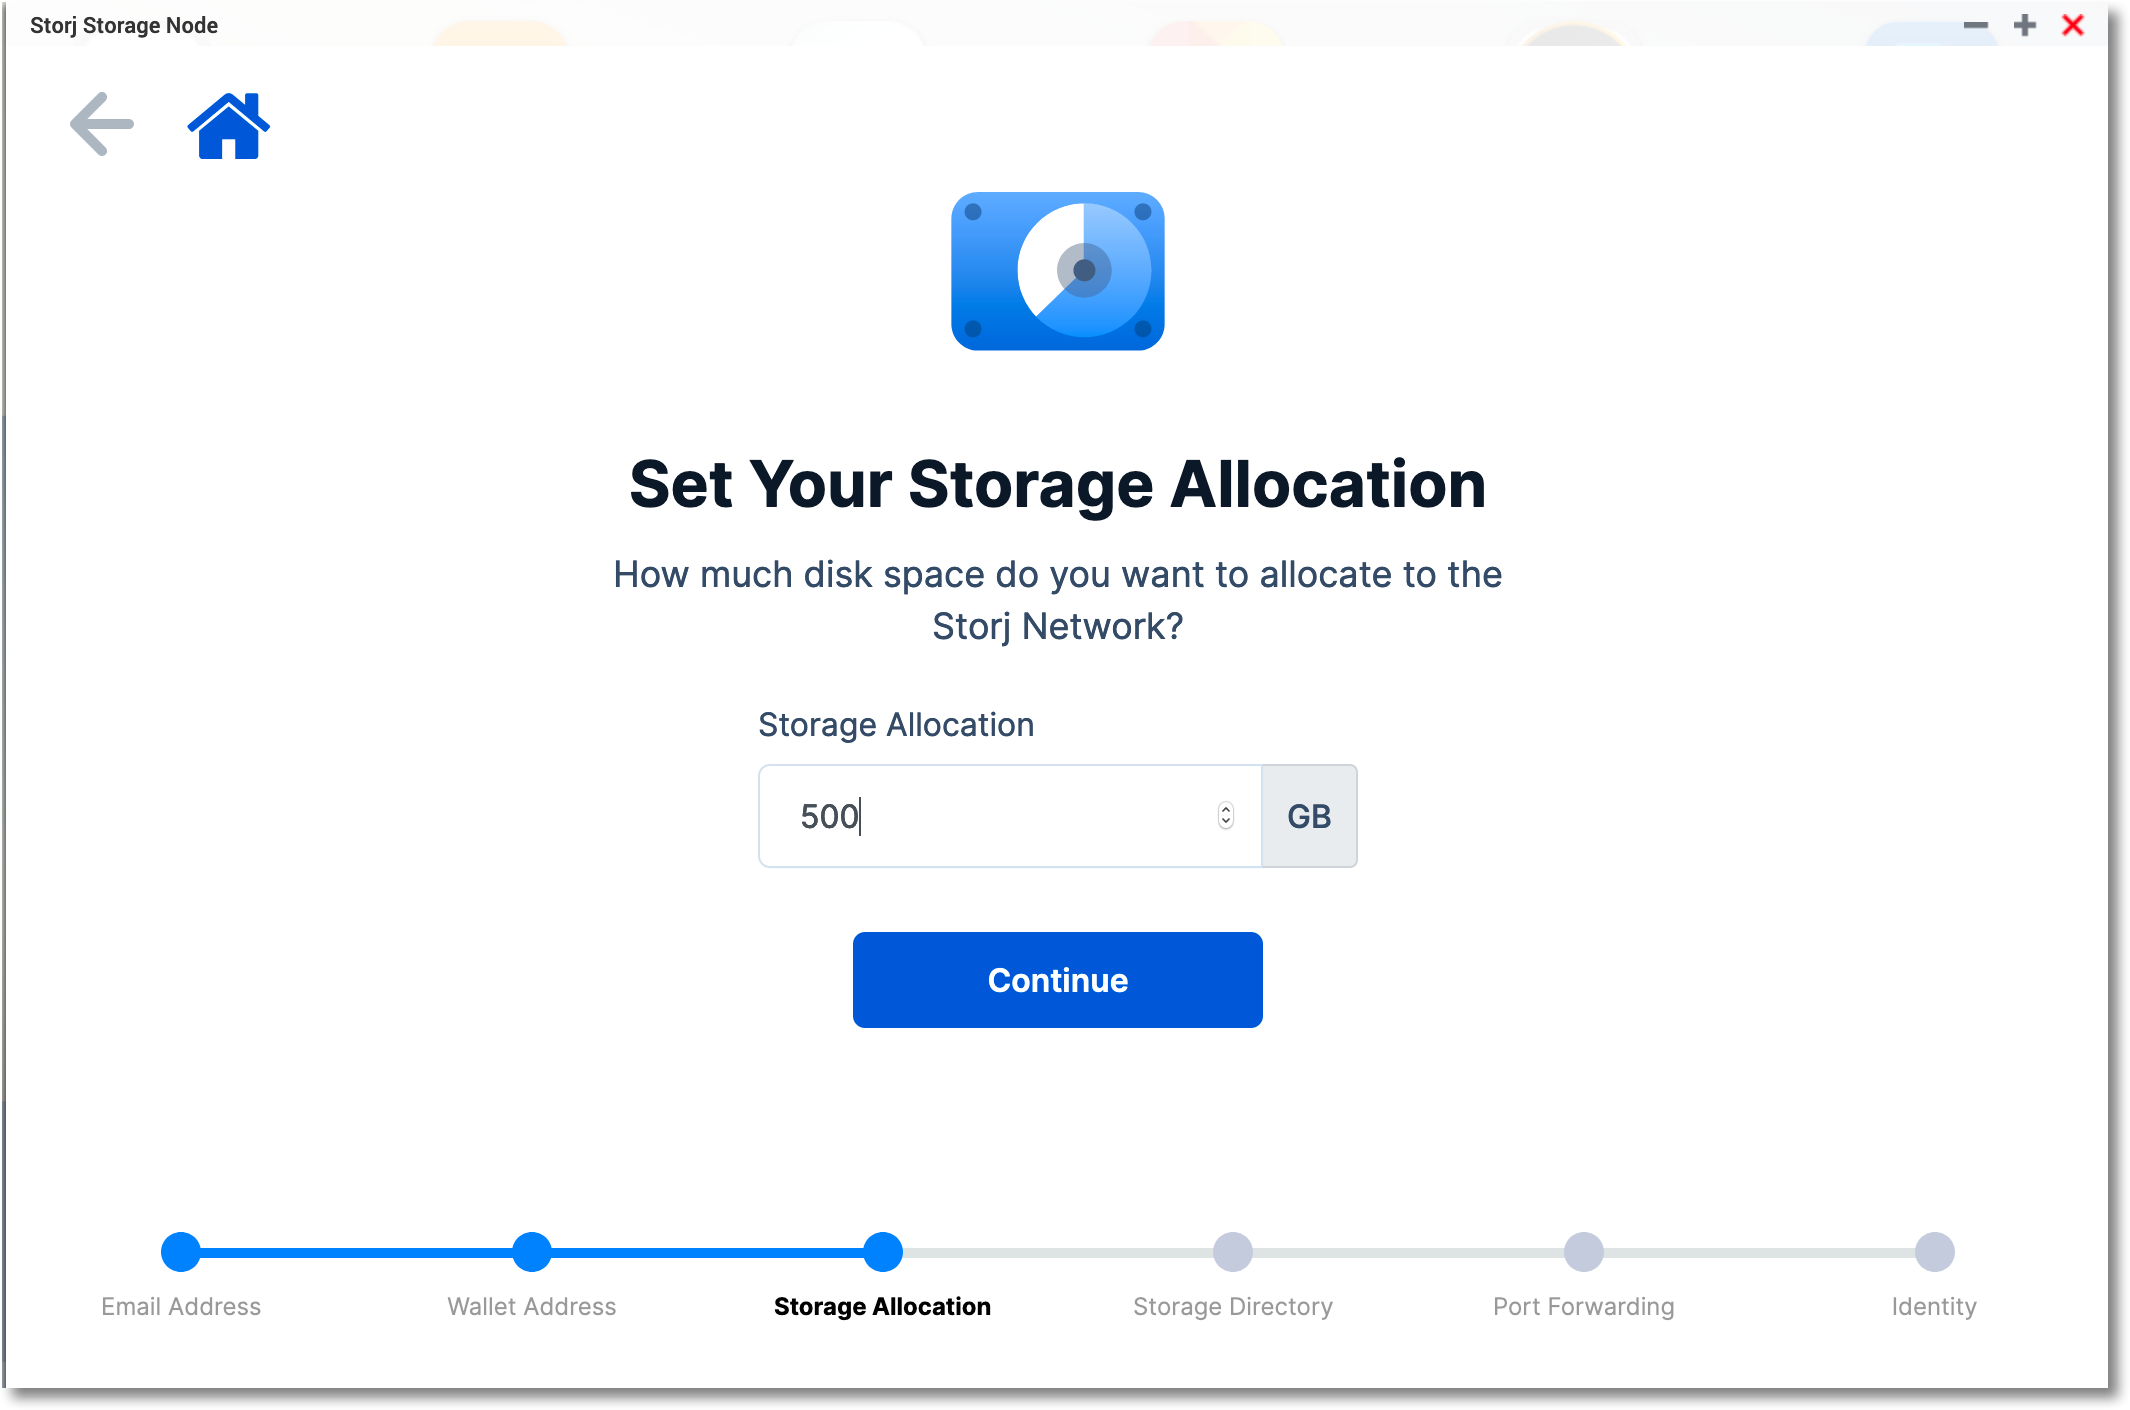 Storj Storage Node
Set Your Storage Allocation
How much disk space do you want to allocate to the
Storj Network?
Storage Allocation
500 GB
Continue
Email Address
Wallet Address
Storage Allocation
Storage Directory
Port Forwarding
Identity